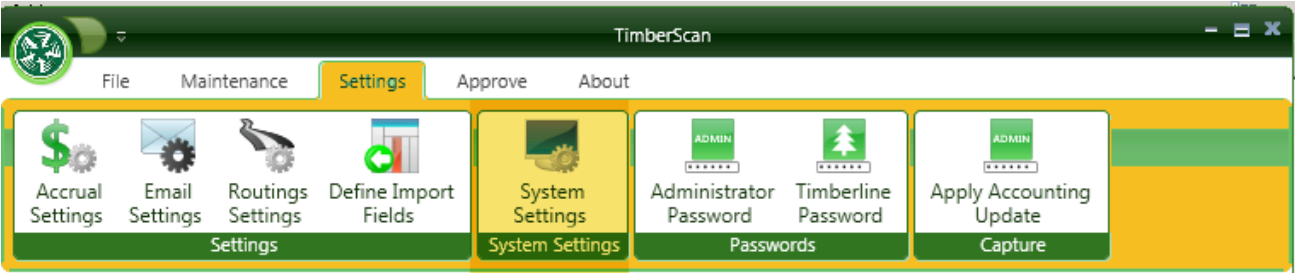 TimberScan
File Maintenance Settings Approve About
ADMIN ADMIN
Accrual Settings Email Settings Routings Settings Define Import Fields System Settings Administrator Password Timberline Password Apply Accounting Update
Settings System Settings Passwords Capture